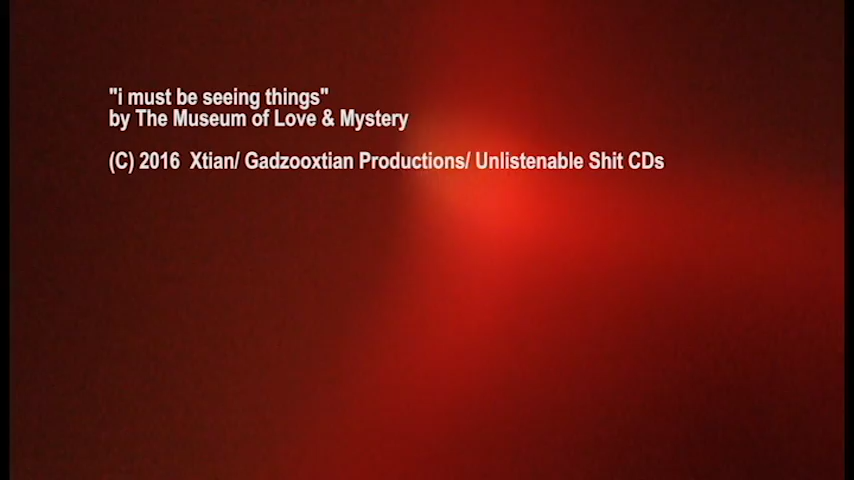 "i must be seeing things"
by The Museum of Love & Mystery
(C) 2016  Xtian/ Gadzooxtian Productions/ Unlistenable Shit CDs